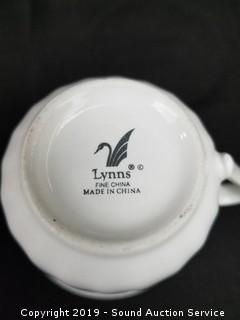 Lynns ® ©
FINE CHINA
MADE IN CHINA
Copyright 2019 - Sound Auction Service